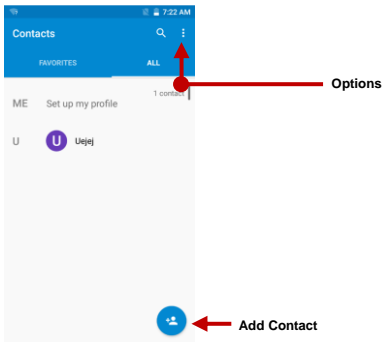 7:22 AM
Contacts
FAVORITES ALL
Options
1 contact
ME Set up my profile
U U Uejej
Add Contact